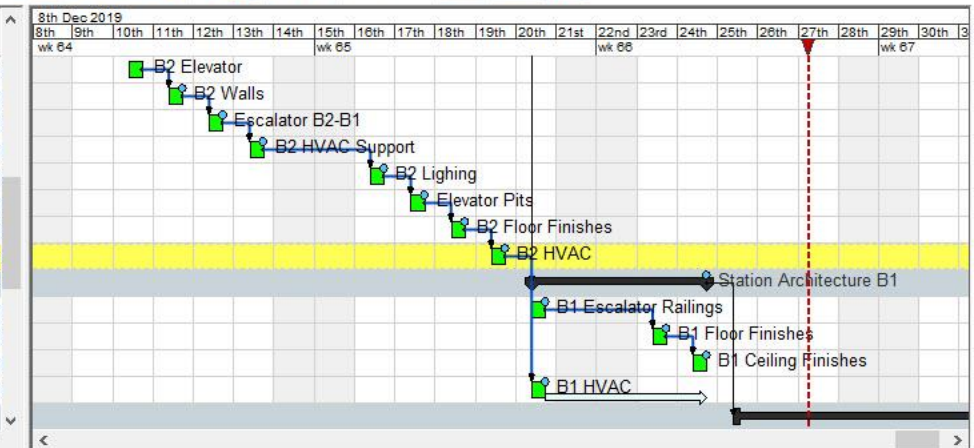 8th Dec 2019
8th 9th 10th 11th 12th 13th 14th 15th 16th 17th 18th 19th 20th 21st 22nd 23rd 24th 25th 26th 27th 28th 29th 30th 3
wk 64 wk 65 wk 66 wk 67
B2 Elevator
B2 Walls
Escalator B2-B1
B2 HVAC Support
B2 Lighing
Elevator Pits
B2 Floor Finishes
B2 HVAC
Station Architecture B1
B1 Escalator Railings
B1 Floor Finishes
B1 Ceiling Finishes
B1 HVAC